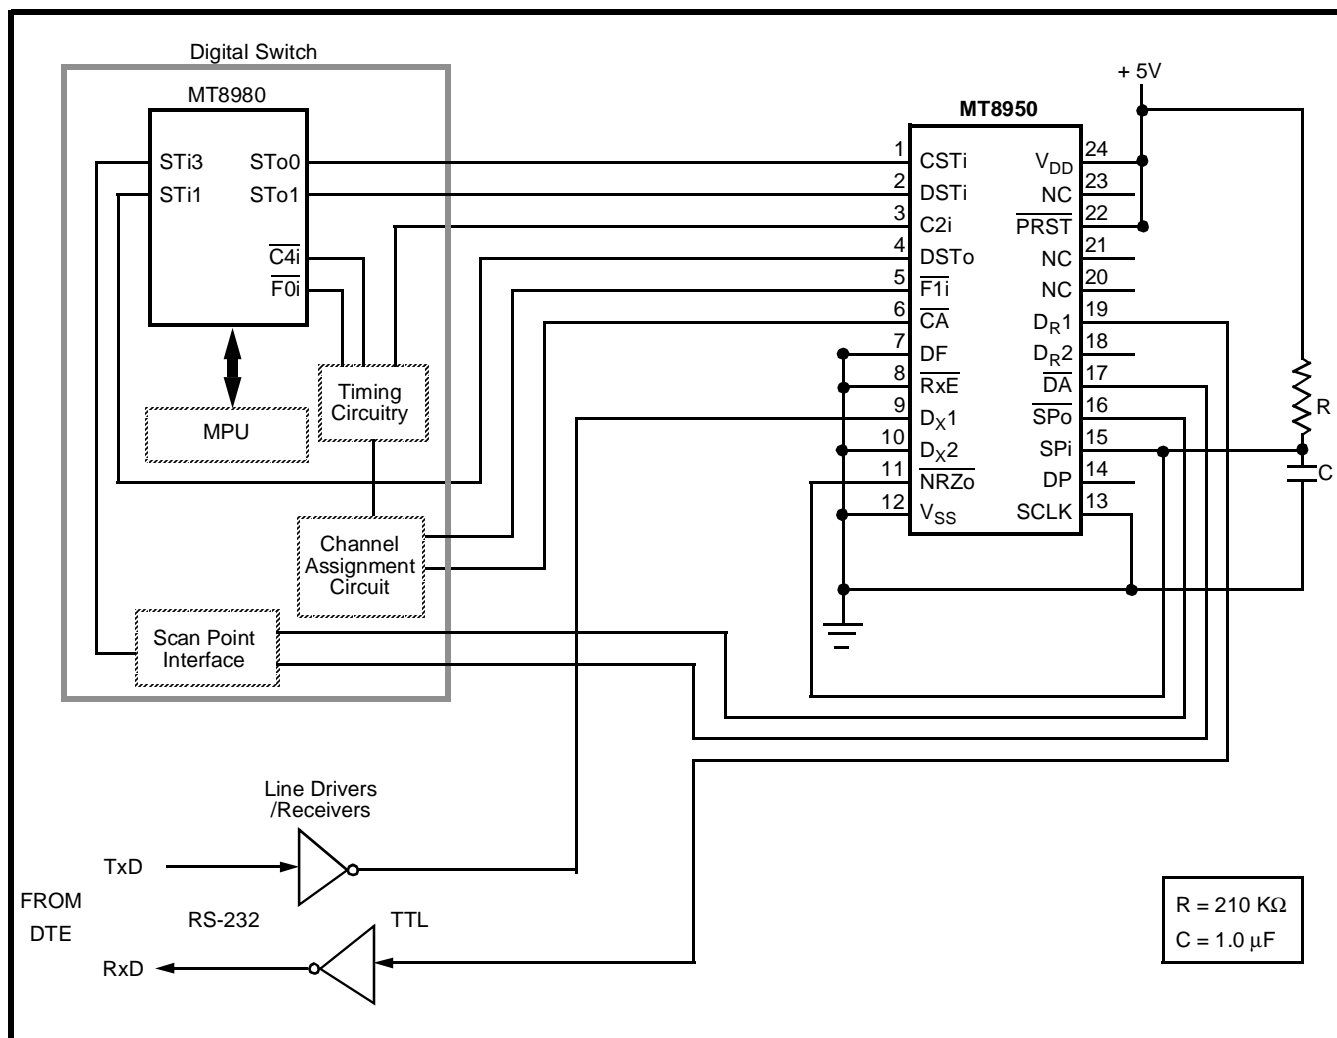 Digital Switch
MT8980
STi3 STo0
STi1 STo1
C4i
F0i
MPU
Timing
Circuitry
Channel
Assignment
Circuit
Scan Point
Interface
+ 5V
MT8950
1 CSTi VDD 24
2 DSTi NC 23
3 C2i PRST 22
4 DSTo NC 21
5 F1i NC 20
6 CA DR1 19
7 DF DR2 18
8 RxE DA 17
9 DX1 SPo 16
10 DX2 SPi 15
11 NRZo DP 14
12 VSS SCLK 13
R
C
Line Drivers
/Receivers
TxD
FROM
DTE
RS-232 TTL
RxD
R = 210 KΩ
C = 1.0 μF